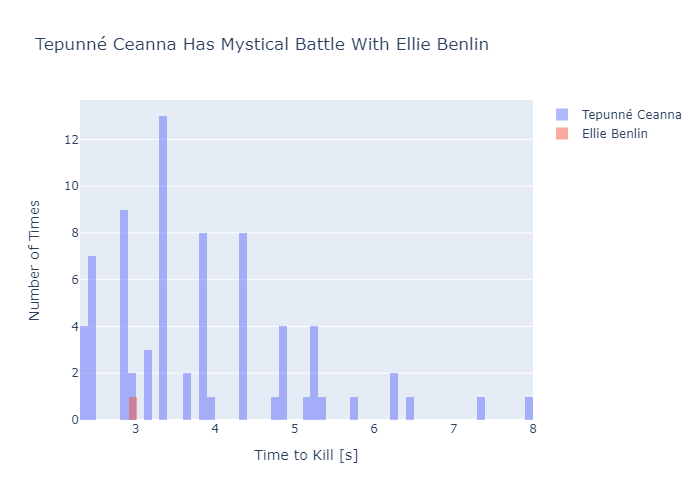 Tepunné Ceanna Has Mystical Battle With Ellie Benlin
Tepunné Ceanna
Ellie Benlin
Number of Times
12
10
8
6
4
2
0
3
4
5
6
7
8
Time to Kill [s]